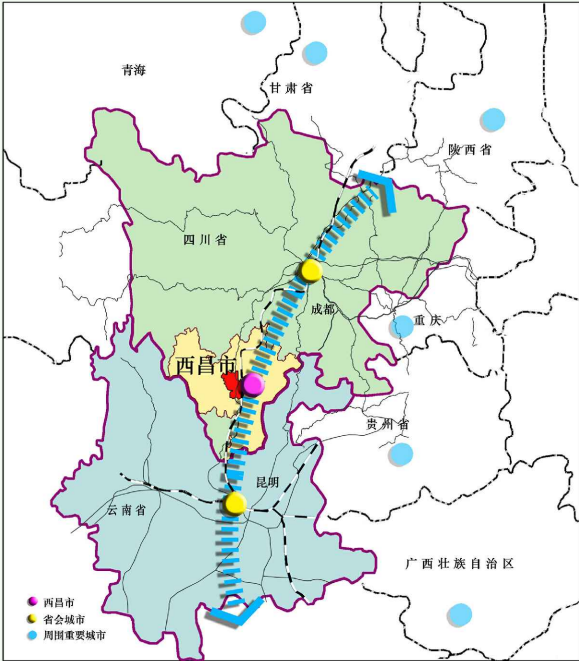 青海
甘肃省
陕西省
四川省
成都
重庆
西昌市
贵州省
昆明
云南省
广西壮族自治区
西昌市
省会城市
周围重要城市